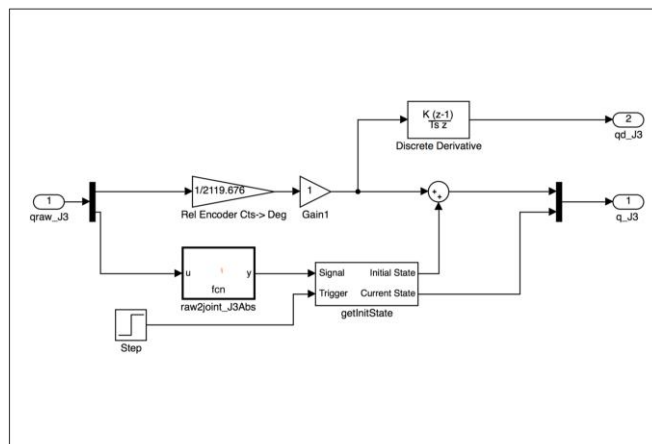 K (z-1)
Ts z
Discrete Derivative
2
qd_J3
1
qraw_J3
1/2119.676
Rel Encoder Cts-> Deg
1
Gain1
+
+
1
q_J3
u
y
fcn
raw2joint_J3Abs
Signal
Initial State
Trigger
Current State
getInitState
Step